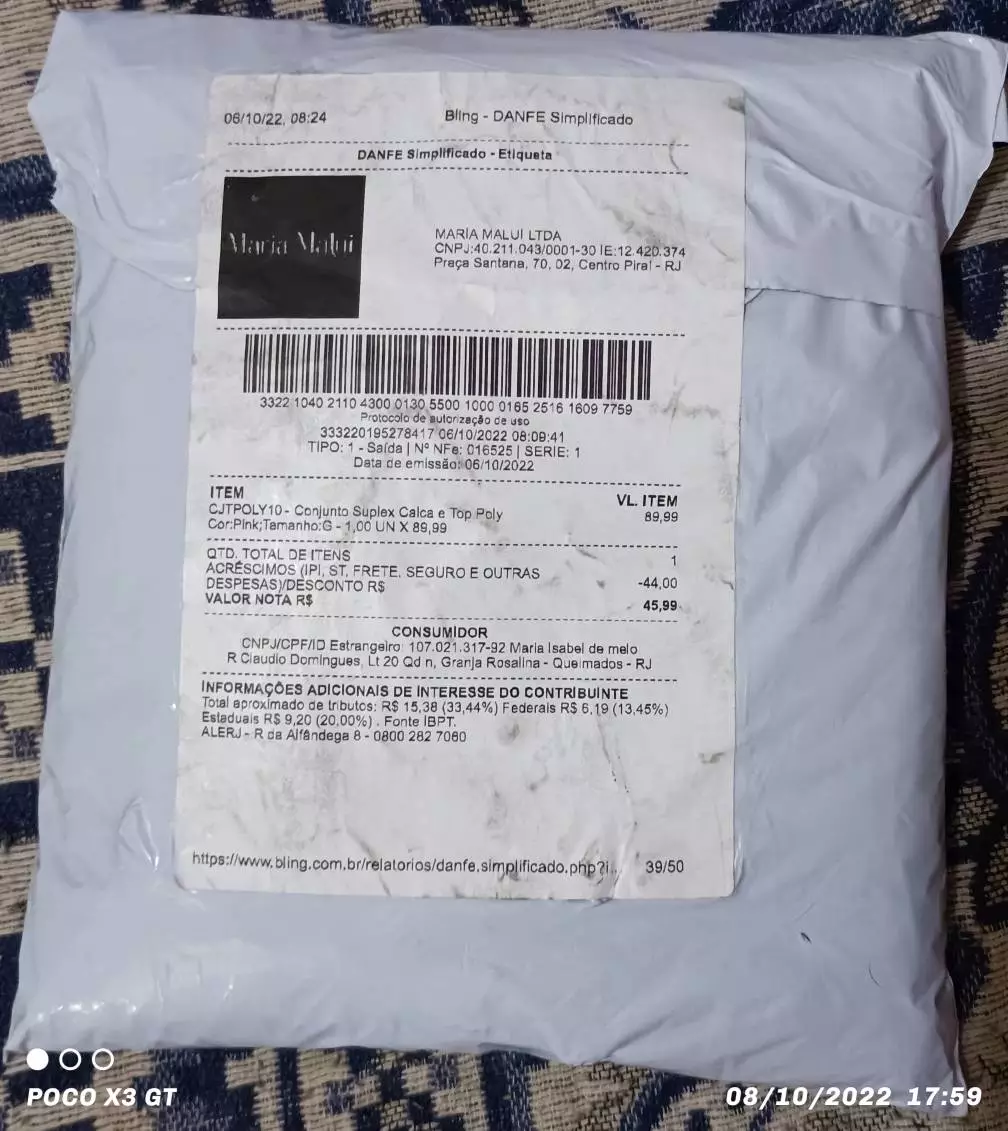 06/10/22, 08:24 Bling - DANFE Simplificado
DANFE Simplificado - Etiqueta
Maria Malui
MARIA MALUI LTDA
CNPJ:40.211.043/0001-30 IE:12.420.374
Praça Santana, 70, 02, Centro Piraí - RJ
3322 1040 2110 4300 0130 5500 1000 0165 2516 1609 7759
Protocolo de autorização de uso
333220195278417 06/10/2022 08:09:41
TIPO: 1 - Saída | Nº NFe: 016525 | SERIE: 1
Data de emissão: 06/10/2022
ITEM VL. ITEM
CJTPOLY10 - Conjunto Suplex Calca e Top Poly 89,99
Cor:Pink;Tamanho:G - 1,00 UN X 89,99
QTD. TOTAL DE ITENS 1
ACRÉSCIMOS (IPI, ST, FRETE, SEGURO E OUTRAS
DESPESAS)/DESCONTO R$ -44,00
VALOR NOTA R$ 45,99
CONSUMIDOR
CNPJ/CPF/ID Estrangeiro 107.021.317-92 Maria Isabel de melo
R Claudio Domingues, Lt 20 Qd n, Granja Rosalina - Queimados - RJ
INFORMAÇÕES ADICIONAIS DE INTERESSE DO CONTRIBUINTE
Total aproximado de tributos: R$ 15,38 (33,44%) Federais R$ 6,19 (13,45%)
Estaduais R$ 9,20 (20,00%) . Fonte IBPT.
ALERJ - R da Alfândega 8 - 0800 282 7060
https://www.bling.com.br/relatorios/danfe.simplificado.php?i... 39/50
POCO X3 GT 08/10/2022 17:59